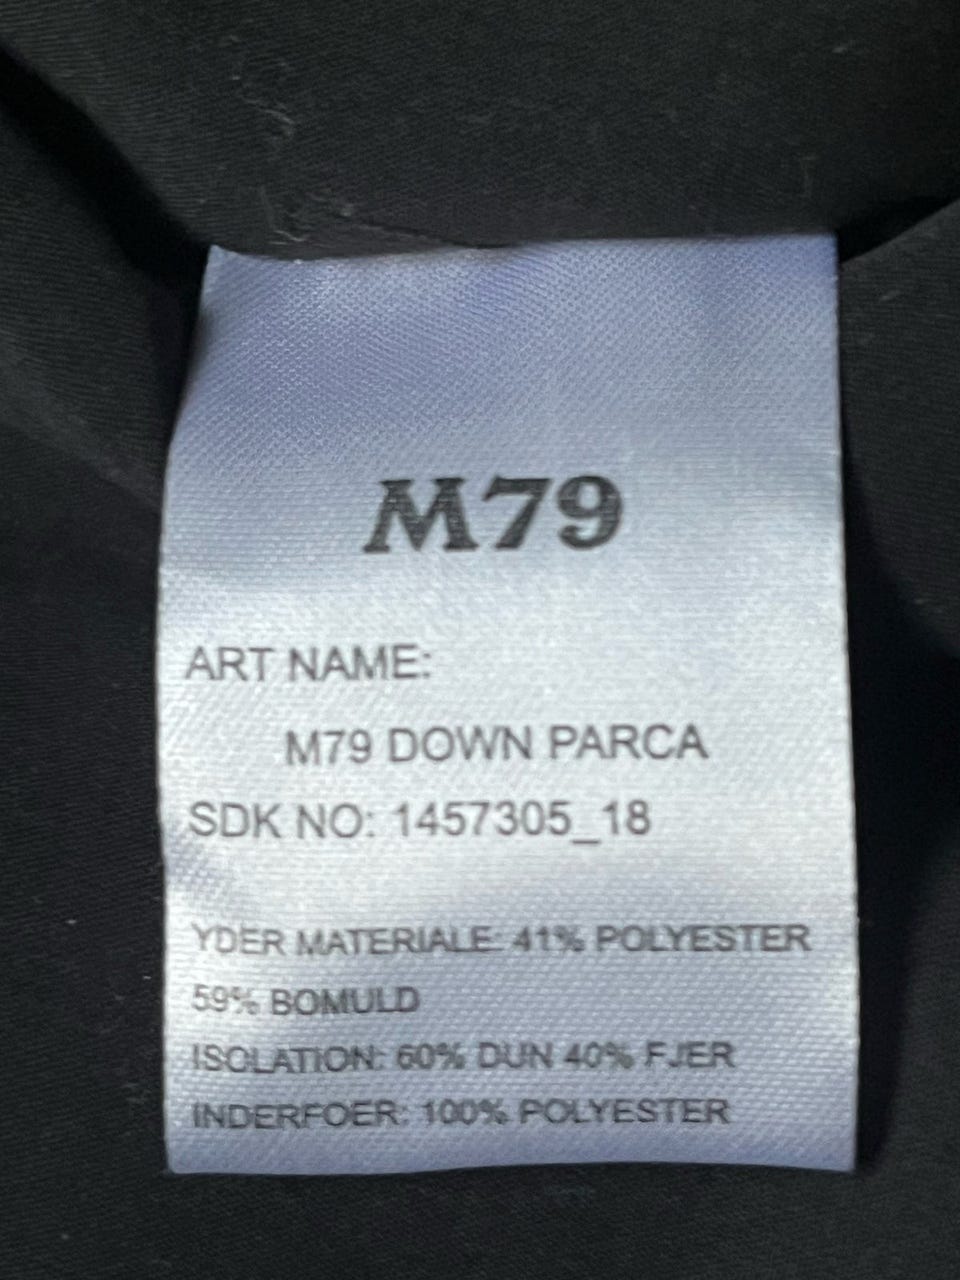 M79
ART NAME:
M79 DOWN PARCA
SDK NO: 1457305_18
YDER MATERIALE: 41% POLYESTER
59% BOMULD
ISOLATION: 60% DUN 40% FJER
INDERFOER: 100% POLYESTER